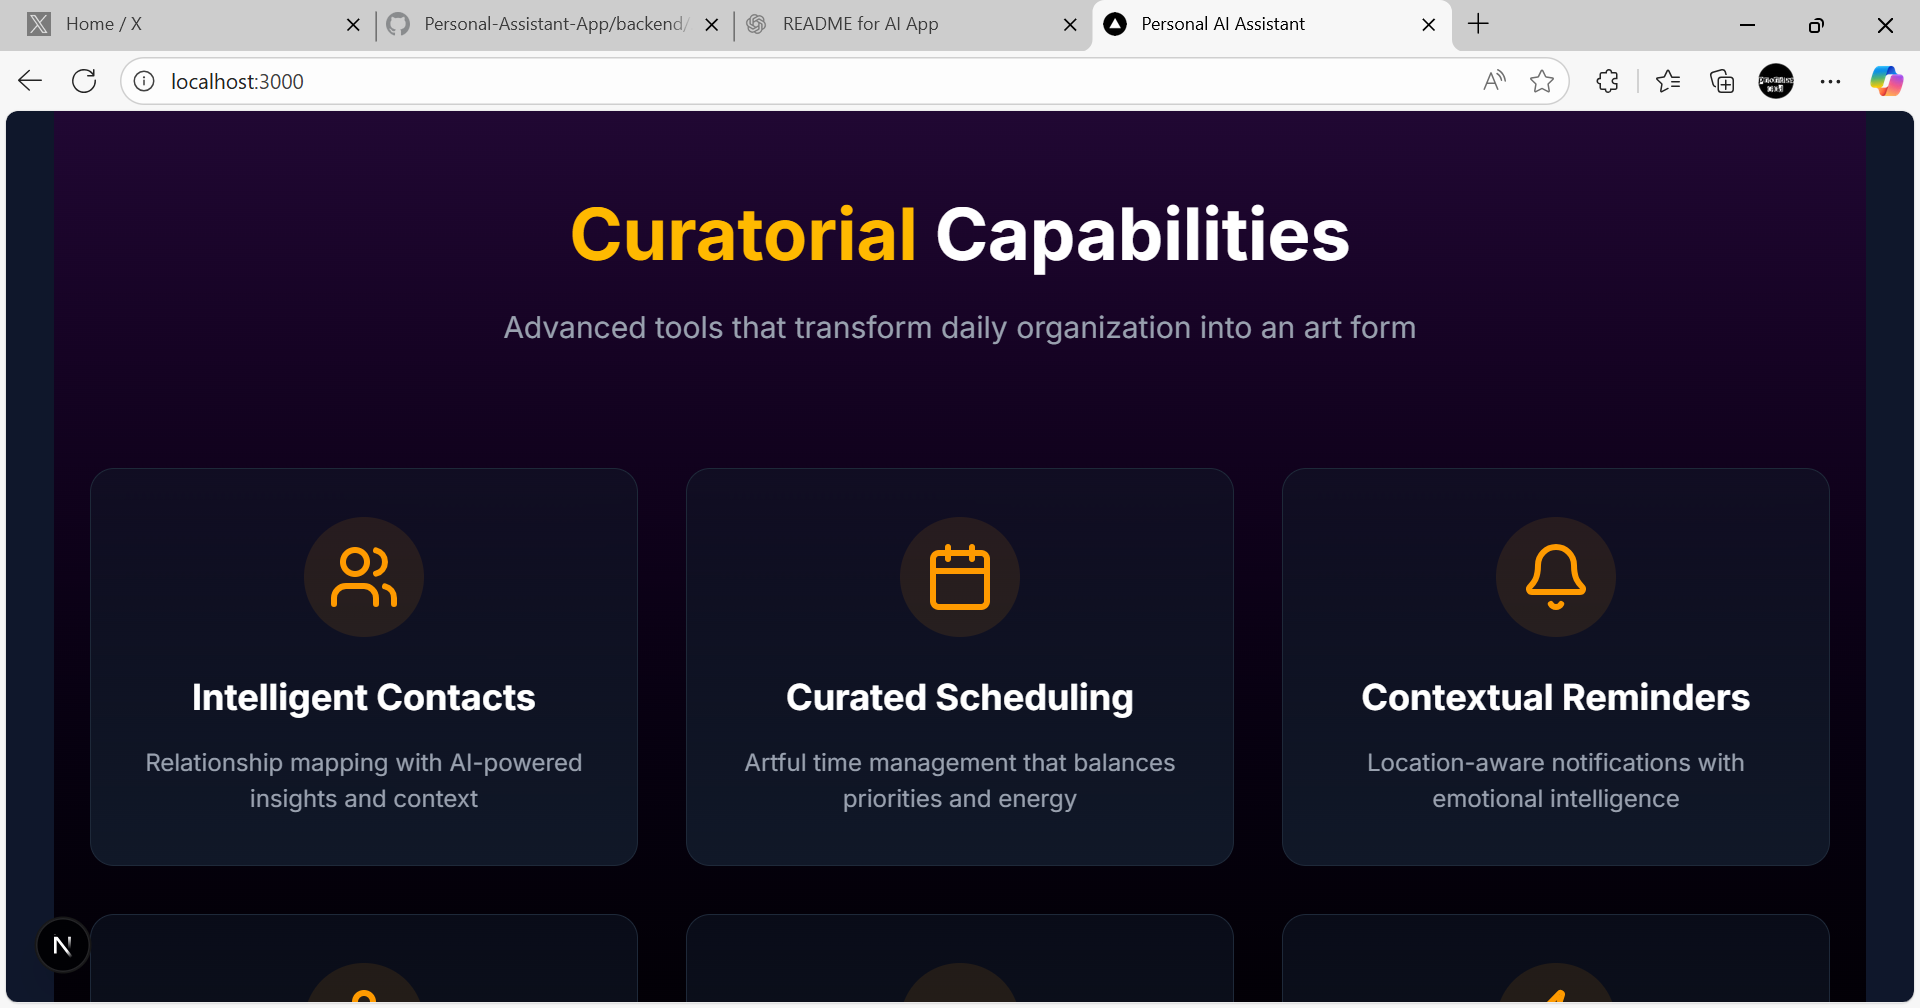 Home / X
Personal-Assistant-App/backend/
README for AI App
Personal AI Assistant
localhost:3000
Curatorial Capabilities
Advanced tools that transform daily organization into an art form
Intelligent Contacts
Relationship mapping with AI-powered
insights and context
Curated Scheduling
Artful time management that balances
priorities and energy
Contextual Reminders
Location-aware notifications with
emotional intelligence
N